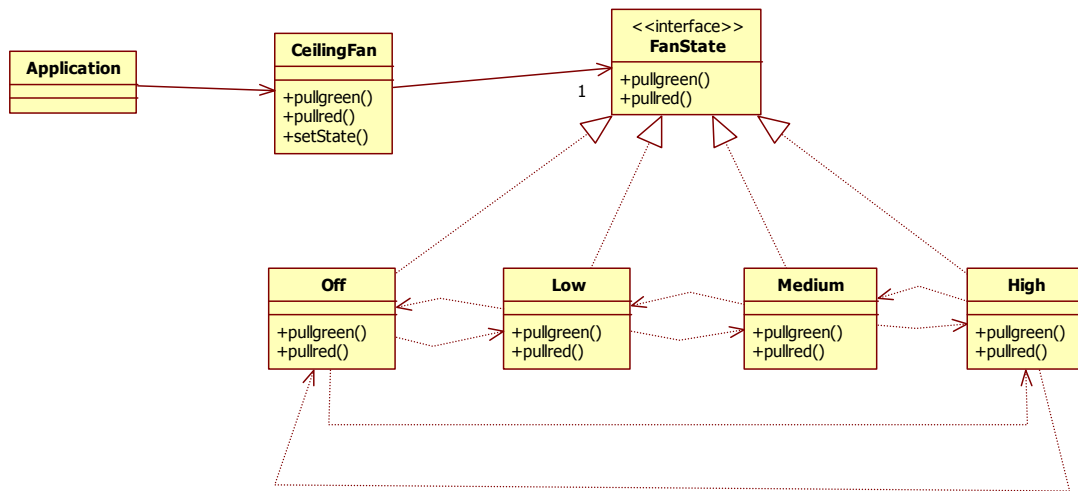 Application
CeilingFan
+pullgreen()
+pullred()
+setState()
1
<<interface>>
FanState
+pullgreen()
+pullred()
Off
+pullgreen()
+pullred()
Low
+pullgreen()
+pullred()
Medium
+pullgreen()
+pullred()
High
+pullgreen()
+pullred()